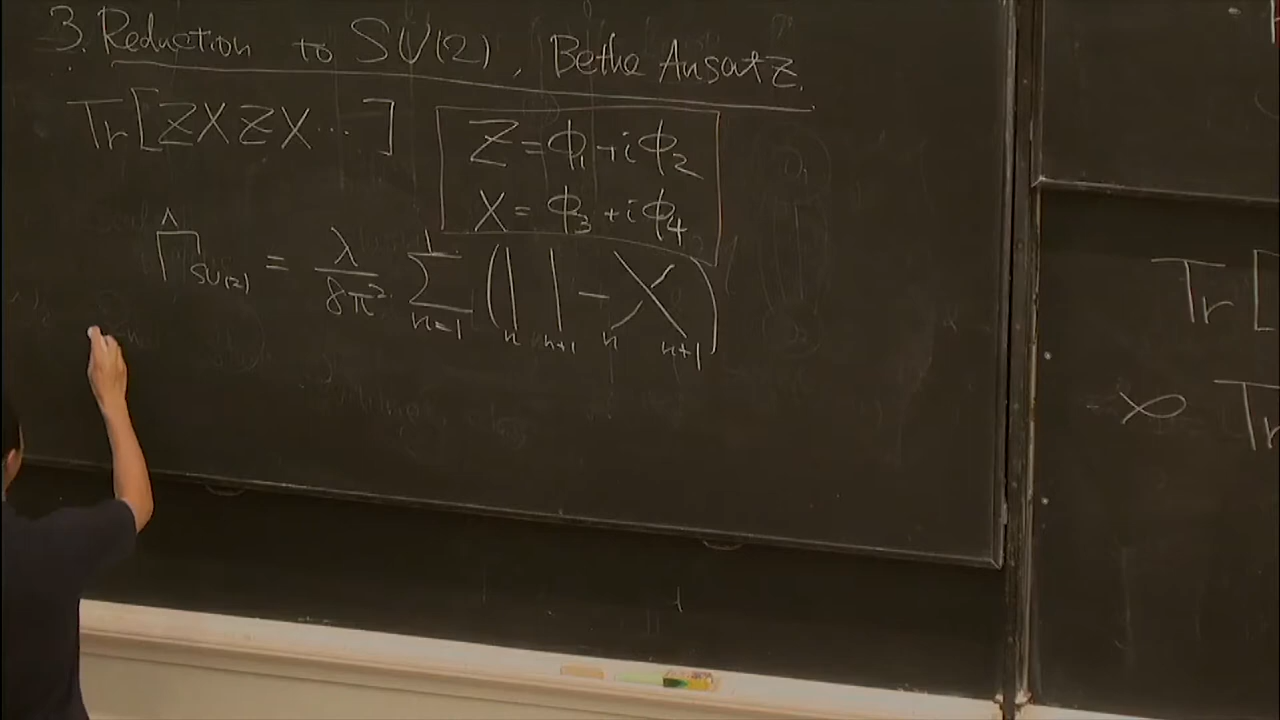 3. Reduction to SU(2), Bethe Ansatz.
Tr[ZXZX...]
Z = Φ₁ + iΦ₂
X = Φ₃ + iΦ₄
Γ̂_SU(2) = λ/8π² Σ_{n=1}^{L} ( | | − X )
n n+1 n n+1
Tr[
∝ Tr